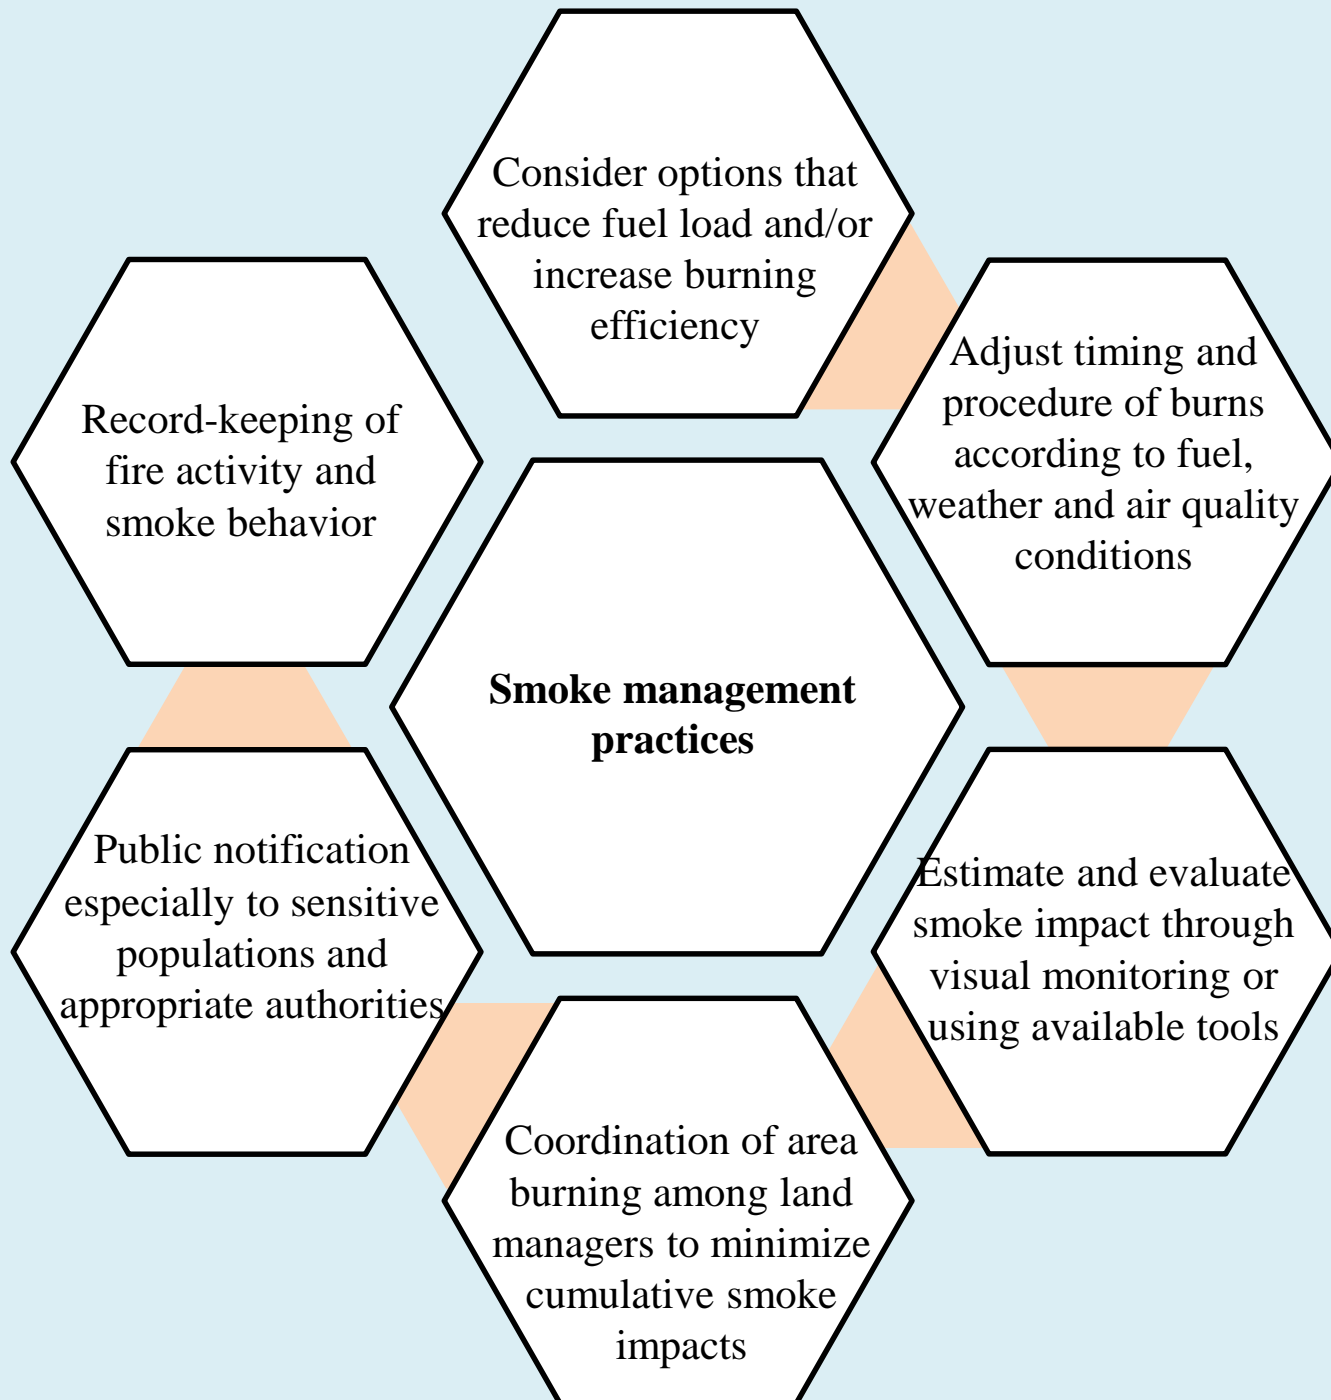 Consider options that
reduce fuel load and/or
increase burning
efficiency
Adjust timing and
procedure of burns
according to fuel,
weather and air quality
conditions
Estimate and evaluate
smoke impact through
visual monitoring or
using available tools
Coordination of area
burning among land
managers to minimize
cumulative smoke
impacts
Public notification
especially to sensitive
populations and
appropriate authorities
Record-keeping of
fire activity and
smoke behavior
Smoke management
practices